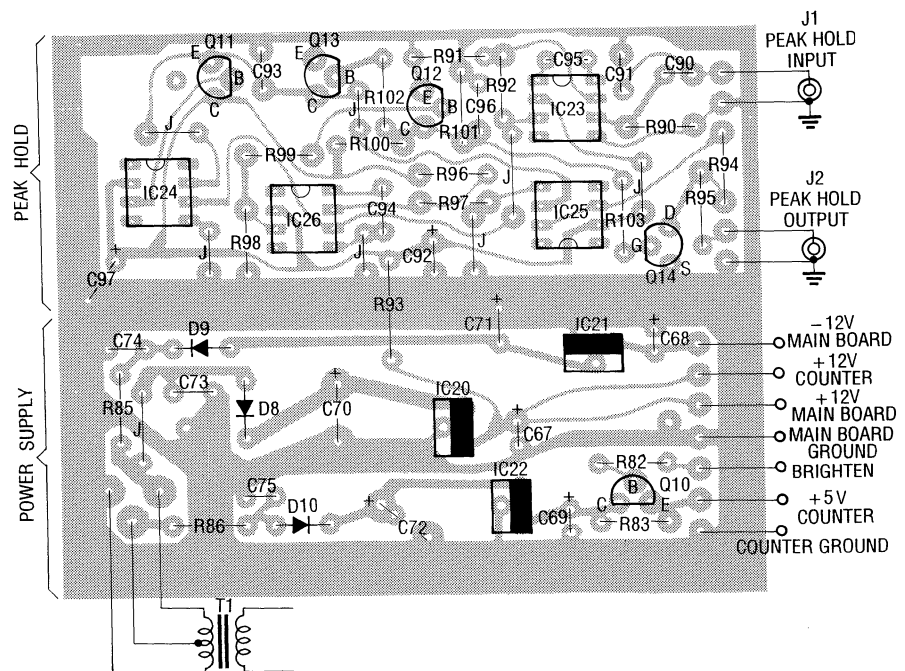 J1
PEAK HOLD
INPUT
Q11
E
B
C
C93
Q13
E
B
C
R91
Q12
E
B
C
C95
C91
C90
R102
R92
C96
R101
IC23
R90
J
J
R100
R99
R94
PEAK HOLD
IC24
IC26
R96
R97
J
IC25
J
R103
R95
J2
PEAK HOLD
OUTPUT
C94
D
G
S
Q14
R98
J
J
+
C92
J
+
C97
R93
+
C71
IC21
+
C68
−12V
MAIN BOARD
C74
D9
+12V
COUNTER
C73
D8
+
C70
IC20
R85
J
+
C67
+12V
MAIN BOARD
MAIN BOARD
GROUND
POWER SUPPLY
IC22
R82
Q10
B
C
E
BRIGHTEN
C75
D10
+
C72
+
C69
R83
+5V
COUNTER
R86
COUNTER GROUND
T1